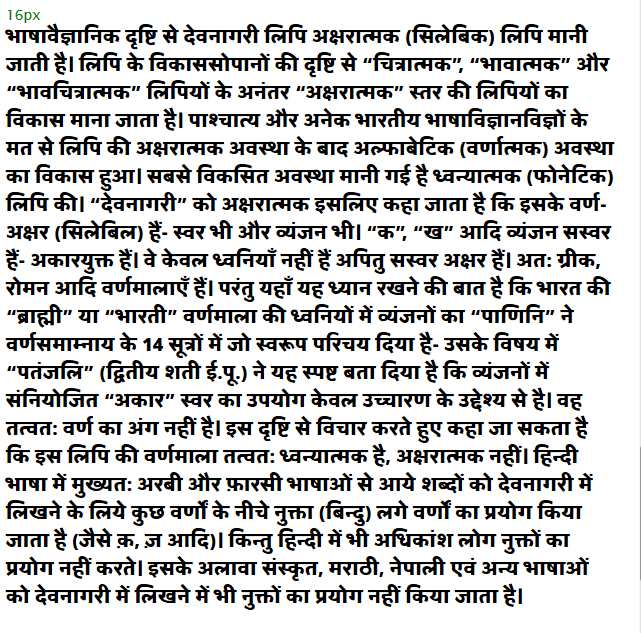 16px
भाषावैज्ञानिक दृष्टि से देवनागरी लिपि अक्षरात्मक (सिलेबिक) लिपि मानी
जाती है। लिपि के विकाससोपानों की दृष्टि से “चित्रात्मक”, “भावात्मक” और
“भावचित्रात्मक” लिपियों के अनंतर “अक्षरात्मक” स्तर की लिपियों का
विकास माना जाता है। पाश्चात्य और अनेक भारतीय भाषाविज्ञानविज्ञों के
मत से लिपि की अक्षरात्मक अवस्था के बाद अल्फाबेटिक (वर्णात्मक) अवस्था
का विकास हुआ। सबसे विकसित अवस्था मानी गई है ध्वन्यात्मक (फोनेटिक)
लिपि की। “देवनागरी” को अक्षरात्मक इसलिए कहा जाता है कि इसके वर्ण-
अक्षर (सिलेबिल) हैं- स्वर भी और व्यंजन भी। “क”, “ख” आदि व्यंजन सस्वर
हैं- अकारयुक्त हैं। वे केवल ध्वनियाँ नहीं हैं अपितु सस्वर अक्षर हैं। अत: ग्रीक,
रोमन आदि वर्णमालाएँ हैं। परंतु यहाँ यह ध्यान रखने की बात है कि भारत की
“ब्राह्मी” या “भारती” वर्णमाला की ध्वनियों में व्यंजनों का “पाणिनि” ने
वर्णसमाम्नाय के 14 सूत्रों में जो स्वरूप परिचय दिया है- उसके विषय में
“पतंजलि” (द्वितीय शती ई.पू.) ने यह स्पष्ट बता दिया है कि व्यंजनों में
संनियोजित “अकार” स्वर का उपयोग केवल उच्चारण के उद्देश्य से है। वह
तत्वत: वर्ण का अंग नहीं है। इस दृष्टि से विचार करते हुए कहा जा सकता है
कि इस लिपि की वर्णमाला तत्वत: ध्वन्यात्मक है, अक्षरात्मक नहीं। हिन्दी
भाषा में मुख्यत: अरबी और फ़ारसी भाषाओं से आये शब्दों को देवनागरी में
लिखने के लिये कुछ वर्णों के नीचे नुक्ता (बिन्दु) लगे वर्णों का प्रयोग किया
जाता है (जैसे क़, ज़ आदि)। किन्तु हिन्दी में भी अधिकांश लोग नुक्तों का
प्रयोग नहीं करते। इसके अलावा संस्कृत, मराठी, नेपाली एवं अन्य भाषाओं
को देवनागरी में लिखने में भी नुक्तों का प्रयोग नहीं किया जाता है।